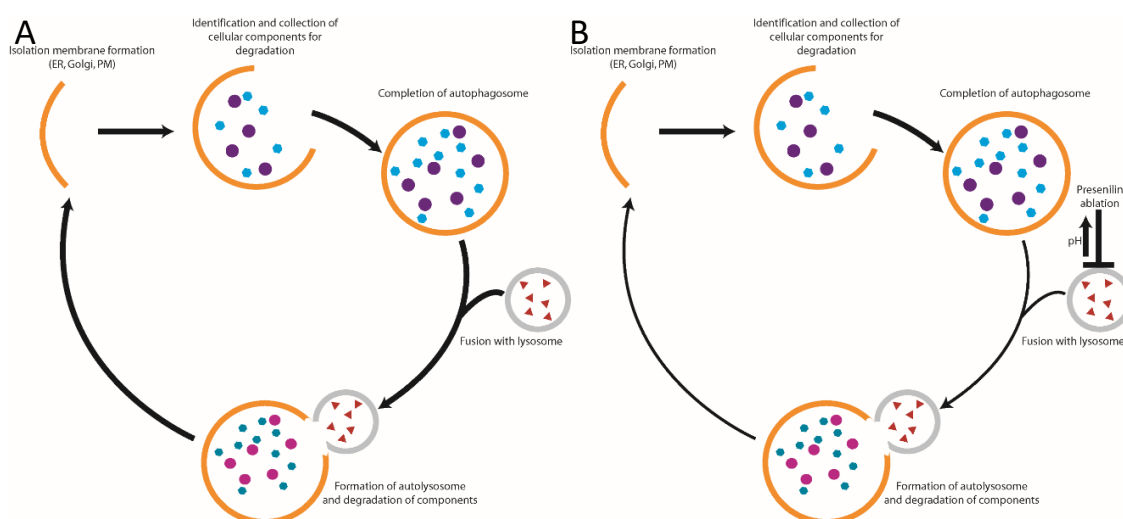 A
Isolation membrane formation
(ER, Golgi, PM)
Identification and collection of
cellular components for
degradation
Completion of autophagosome
Fusion with lysosome
Formation of autolysosome
and degradation of components
B
Isolation membrane formation
(ER, Golgi, PM)
Identification and collection of
cellular components for
degradation
Completion of autophagosome
Presenilin
ablation
pH
Fusion with lysosome
Formation of autolysosome
and degradation of components